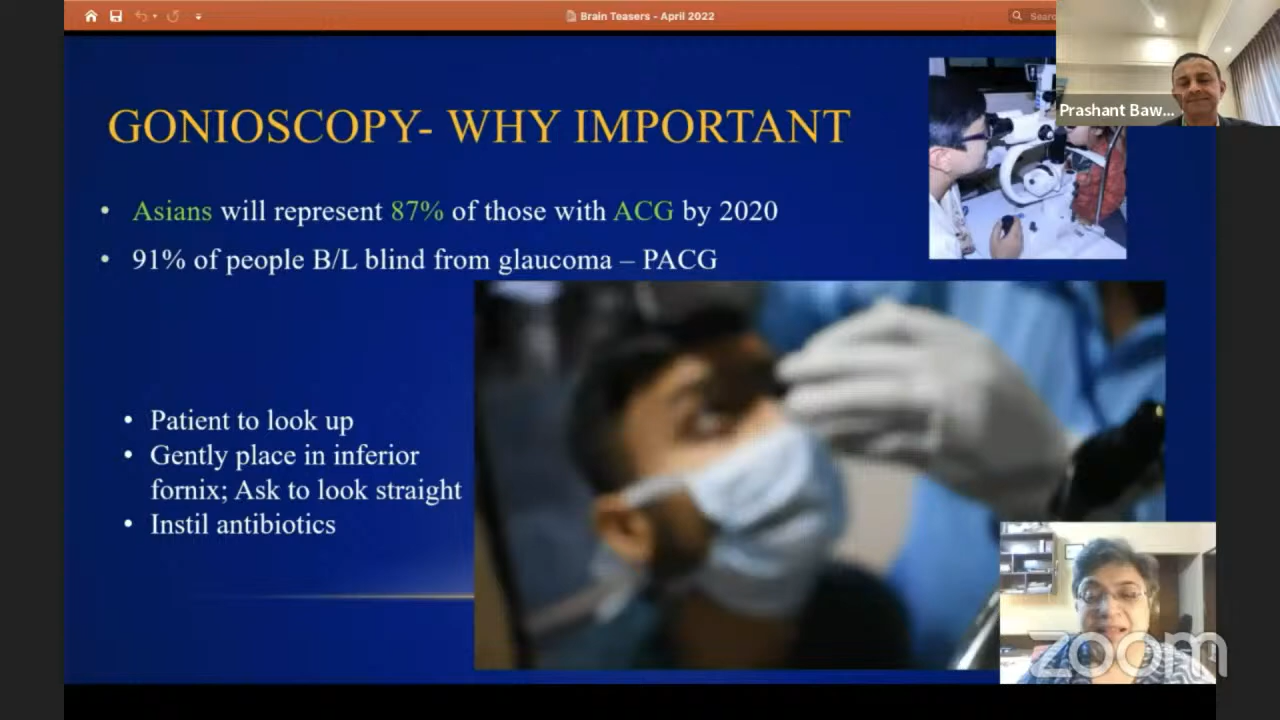 Brain Teasers - April 2022
Sear
Prashant Baw...
GONIOSCOPY- WHY IMPORTANT
• Asians will represent 87% of those with ACG by 2020
• 91% of people B/L blind from glaucoma – PACG
• Patient to look up
• Gently place in inferior
fornix; Ask to look straight
• Instil antibiotics
zoom